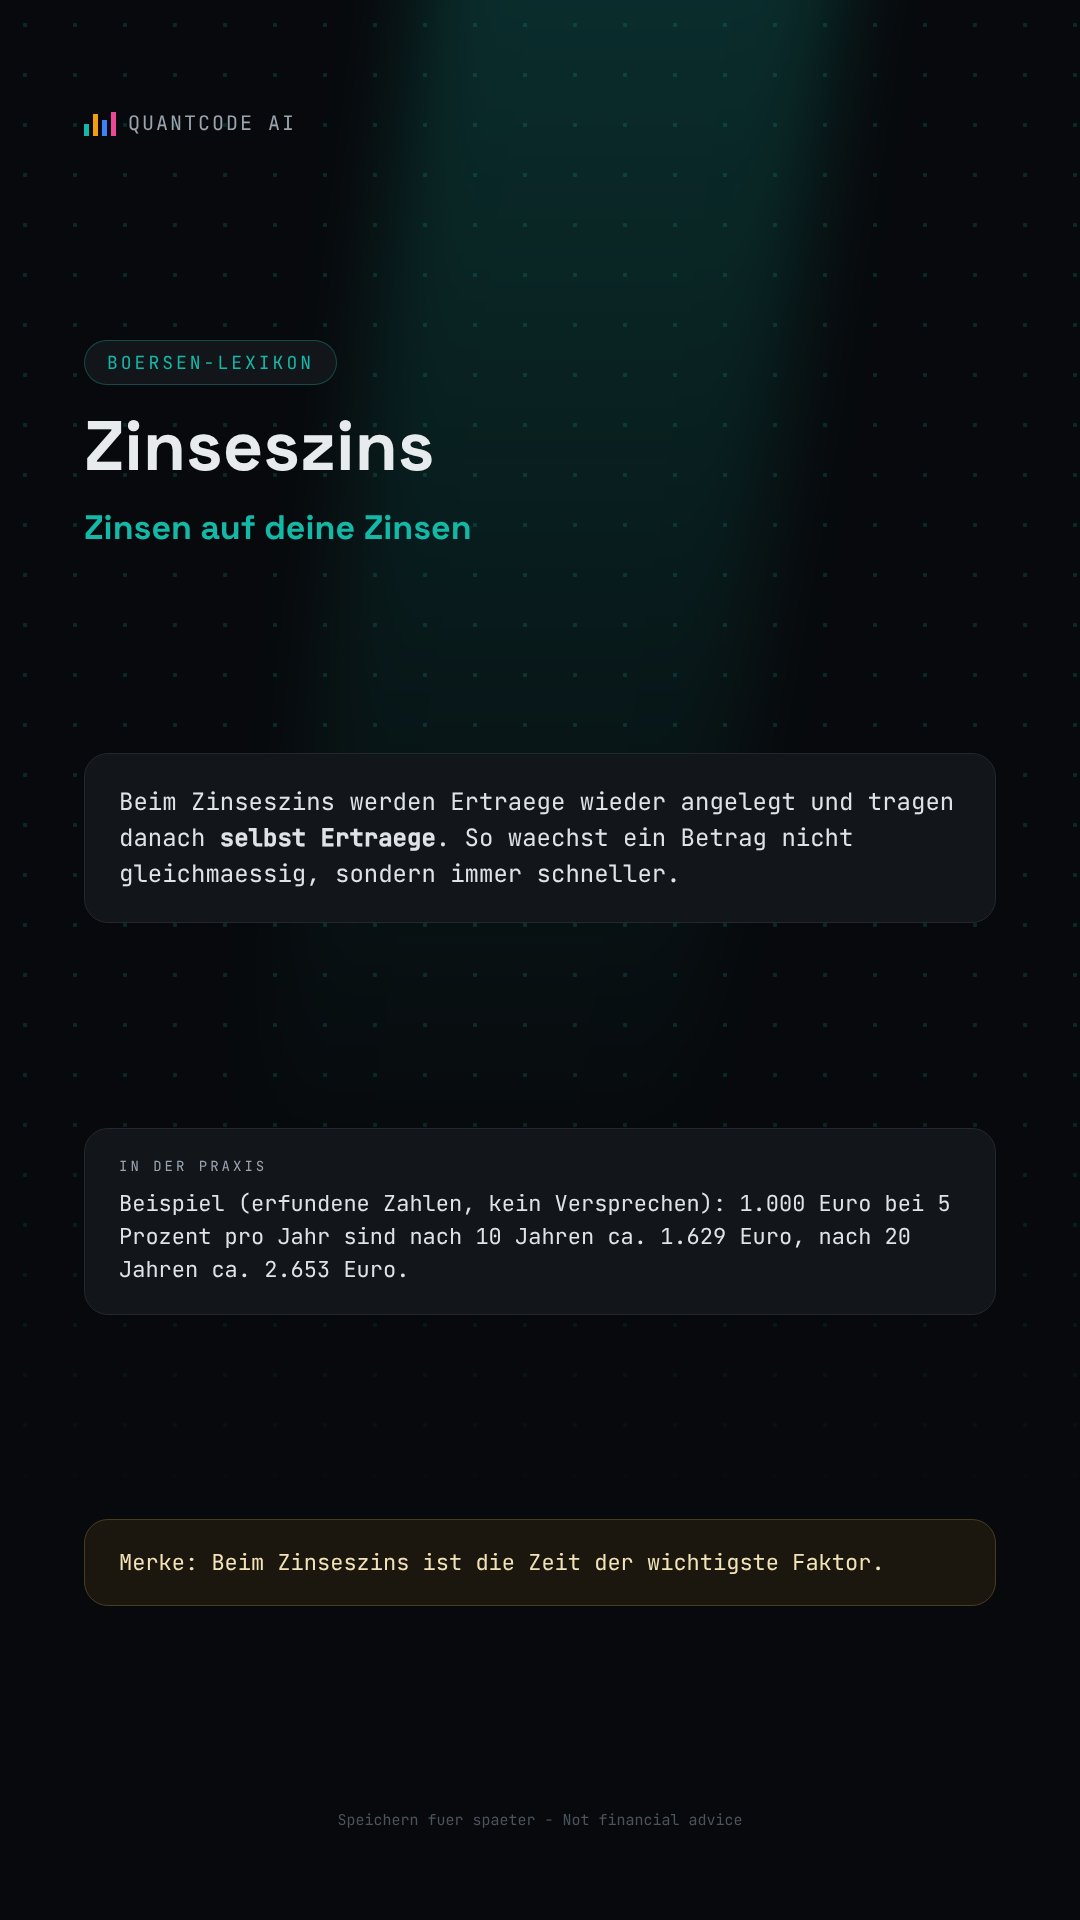 QUANTCODE AI
BOERSEN-LEXIKON
Zinseszins
Zinsen auf deine Zinsen
Beim Zinseszins werden Ertraege wieder angelegt und tragen
danach selbst Ertraege. So waechst ein Betrag nicht
gleichmaessig, sondern immer schneller.
IN DER PRAXIS
Beispiel (erfundene Zahlen, kein Versprechen): 1.000 Euro bei 5
Prozent pro Jahr sind nach 10 Jahren ca. 1.629 Euro, nach 20
Jahren ca. 2.653 Euro.
Merke: Beim Zinseszins ist die Zeit der wichtigste Faktor.
Speichern fuer spaeter - Not financial advice